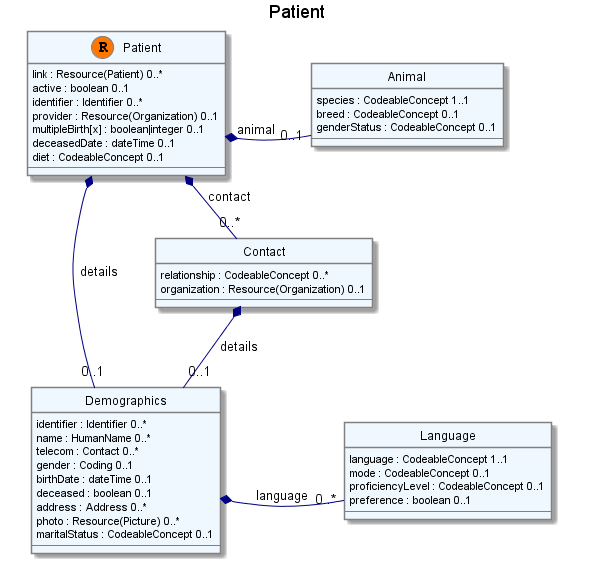 Patient
R Patient
link : Resource(Patient) 0..*
active : boolean 0..1
identifier : Identifier 0..*
provider : Resource(Organization) 0..1
multipleBirth[x] : boolean|integer 0..1
deceasedDate : dateTime 0..1
diet : CodeableConcept 0..1
Animal
species : CodeableConcept 1..1
breed : CodeableConcept 0..1
genderStatus : CodeableConcept 0..1
animal 0..1
contact
0..*
Contact
relationship : CodeableConcept 0..*
organization : Resource(Organization) 0..1
details
0..1
details
0..1
Demographics
identifier : Identifier 0..*
name : HumanName 0..*
telecom : Contact 0..*
gender : Coding 0..1
birthDate : dateTime 0..1
deceased : boolean 0..1
address : Address 0..*
photo : Resource(Picture) 0..*
maritalStatus : CodeableConcept 0..1
language 0..*
Language
language : CodeableConcept 1..1
mode : CodeableConcept 0..1
proficiencyLevel : CodeableConcept 0..1
preference : boolean 0..1